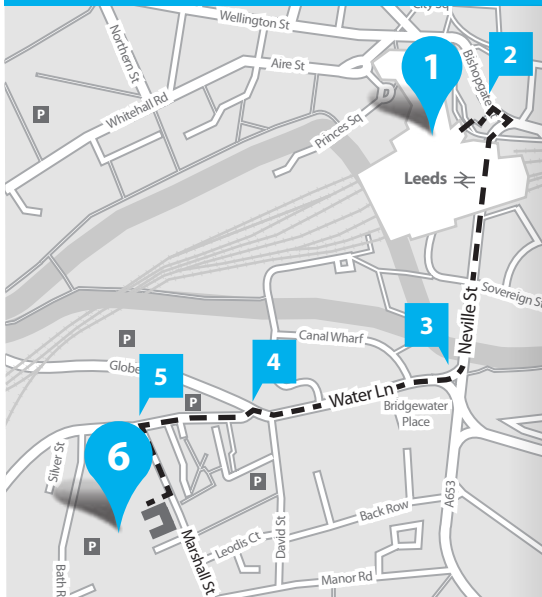 City Sq
Wellington St
Northern St
Aire St
1
2
Bishopgate
Whitehall Rd
P
Princes Sq
Leeds
Sovereign St
Neville St
3
Canal Wharf
P
4
5
Globe
P
Water Ln
Bridgewater
Place
6
Silver St
P
A653
Back Row
David St
Leodis Ct
Marshall St
P
Bath R
Manor Rd